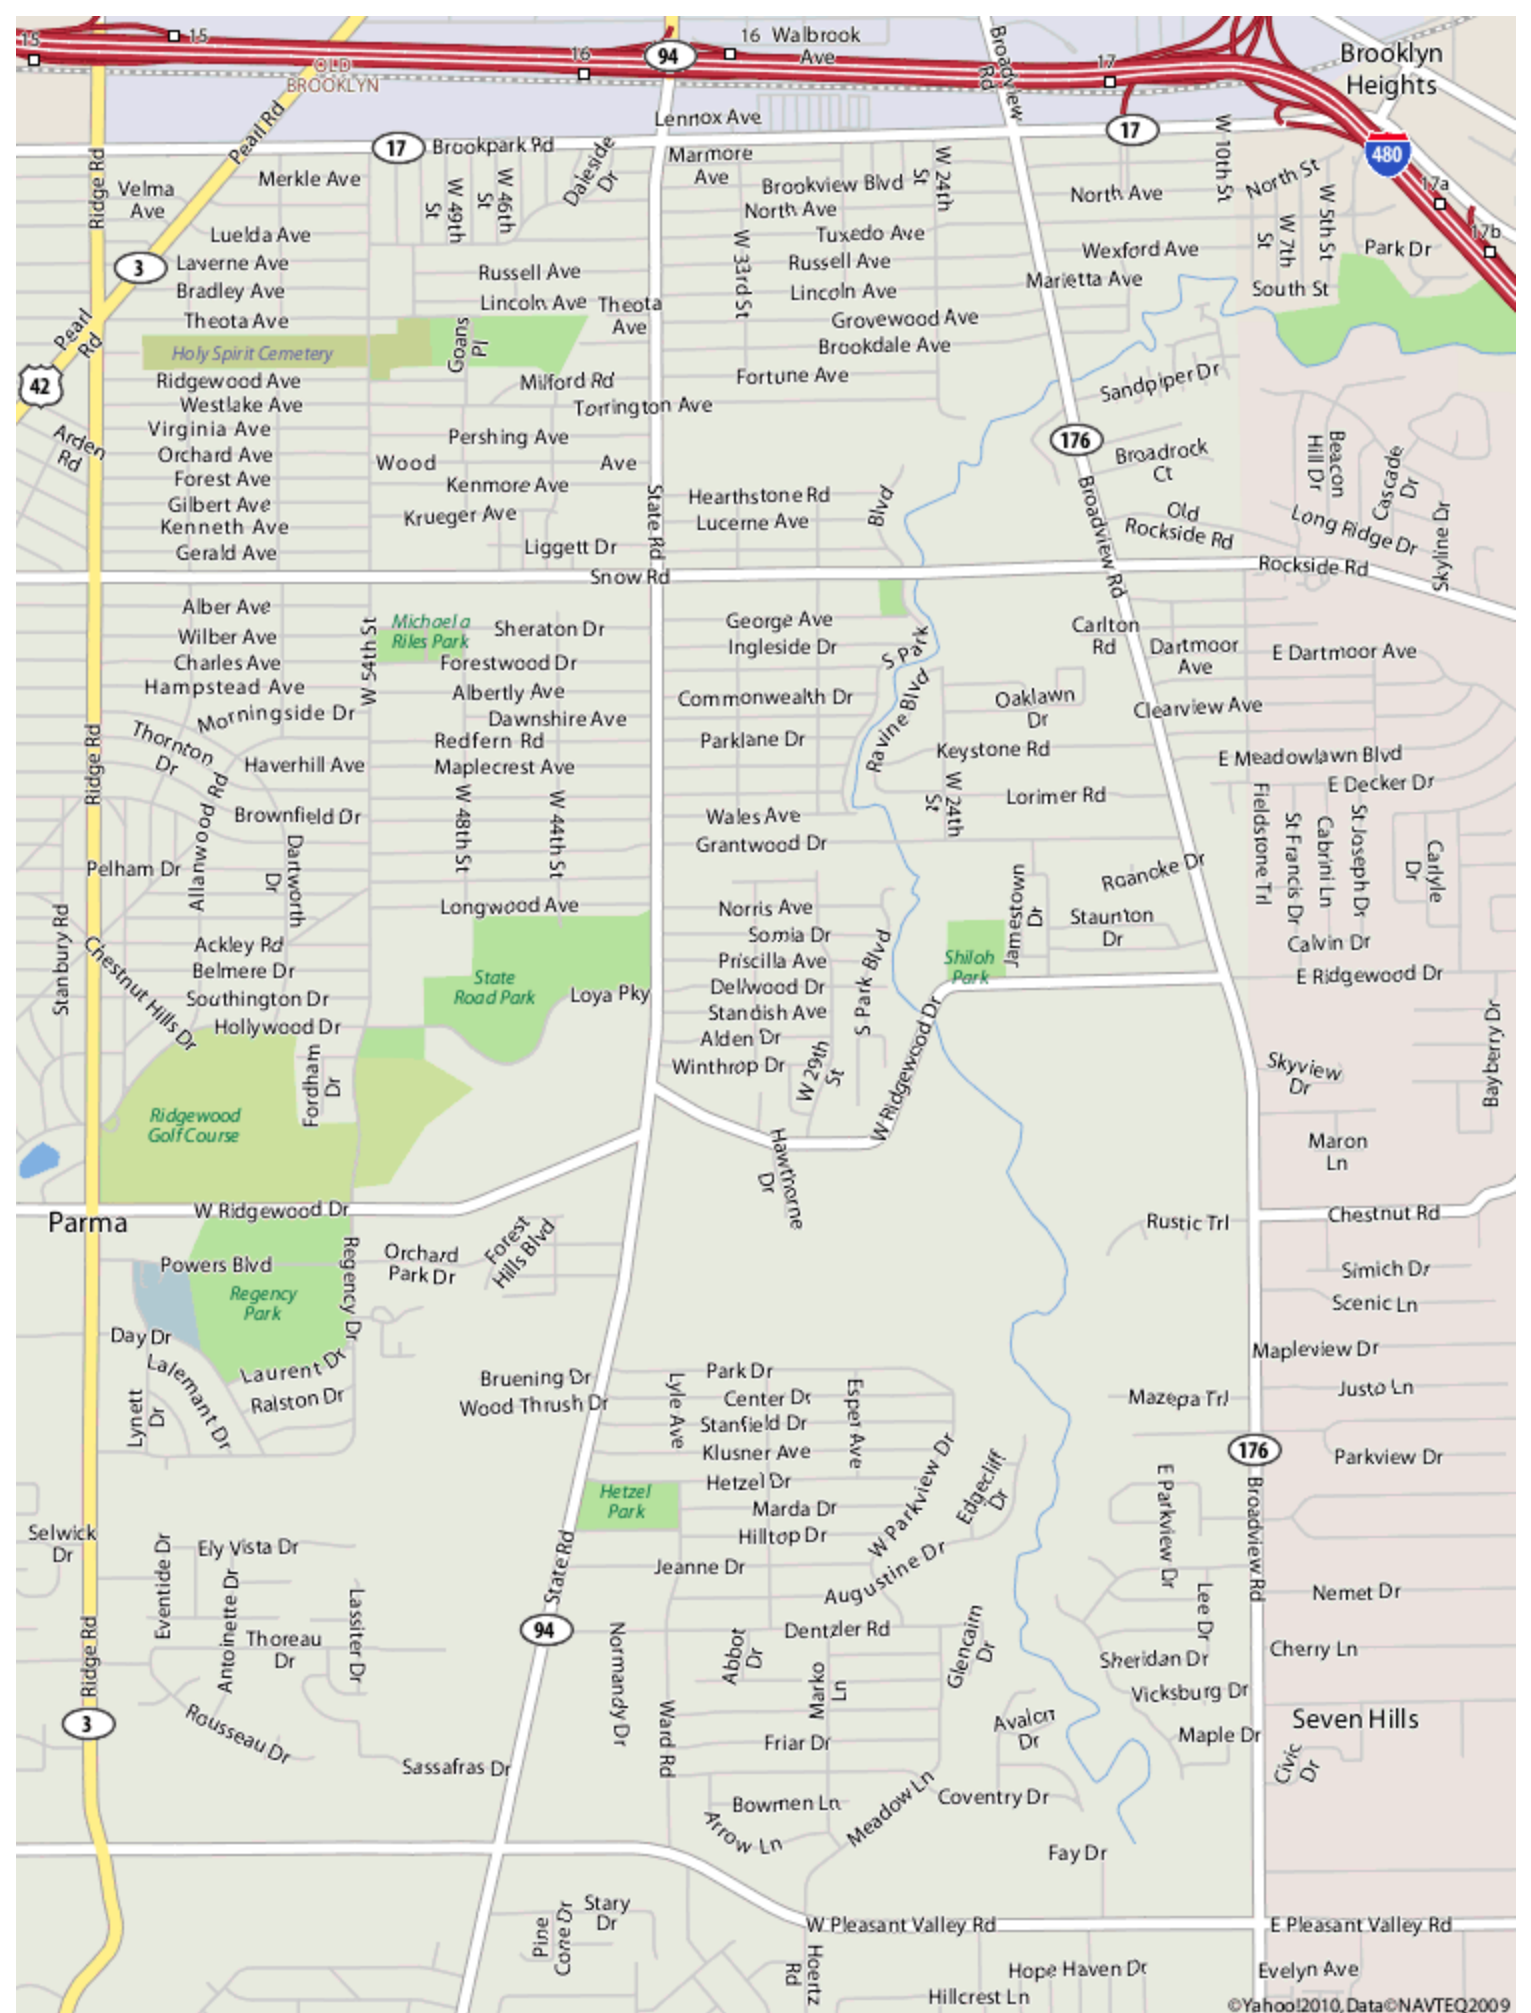 15
15
16
94
16 Walbrook
Ave
Broadview
Rd
17
Brooklyn
Heights
OLD
BROOKLYN
Pearl Rd
Lennox Ave
17
Brookpark Rd
17
W 10th St
480
Ridge Rd
Velma
Ave
Merkle Ave
W 49th
St
W 46th
St
Daleside
Dr
Marmore
Ave
Brookview Blvd
W 24th
St
North Ave
North Ave
North St
W 5th St
W 7th
St
17a
17b
Luelda Ave
Tuxedo Ave
W 33rd St
Wexford Ave
Park Dr
3
Laverne Ave
Russell Ave
Russell Ave
Marietta Ave
South St
Bradley Ave
Lincoln Ave
Theota
Ave
Lincoln Ave
Theota Ave
Grovewood Ave
Pearl
Rd
Goans
Pl
Brookdale Ave
Holy Spirit Cemetery
42
Ridgewood Ave
Milford Rd
Fortune Ave
Sandpiper Dr
Westlake Ave
Torrington Ave
Arden
Rd
Virginia Ave
Pershing Ave
176
Orchard Ave
Wood
Ave
Broadrock
Ct
Beacon
Hill Dr
Cascade
Dr
Forest Ave
Kenmore Ave
State Rd
Hearthstone Rd
Blvd
Broadview Rd
Gilbert Ave
Krueger Ave
Lucerne Ave
Old
Rockside Rd
Long Ridge Dr
Skyline Dr
Kenneth Ave
Gerald Ave
Liggett Dr
Snow Rd
Rockside Rd
Alber Ave
Michael a
Riles Park
Sheraton Dr
George Ave
Carlton
Rd
Wilber Ave
W 54th St
Ingleside Dr
S Park
Dartmoor
Ave
E Dartmoor Ave
Charles Ave
Forestwood Dr
Hampstead Ave
Albertly Ave
Commonwealth Dr
Ravine Blvd
Oaklawn
Dr
Clearview Ave
Morningside Dr
Dawnshire Ave
Thornton
Dr
Redfern Rd
Parklane Dr
Keystone Rd
E Meadowlawn Blvd
Ridge Rd
Haverhill Ave
Maplecrest Ave
E Decker Dr
Allanwood Rd
Brownfield Dr
W 48th St
W 44th St
Wales Ave
W 24th
St
Lorimer Rd
Fieldstone Trl
St Francis Dr
Cabrini Ln
St Joseph Dr
Carlyle
Dr
Pelham Dr
Dartworth
Dr
Grantwood Dr
Roanoke Dr
Stanbury Rd
Longwood Ave
Norris Ave
Jamestown
Dr
Staunton
Dr
Chestnut Hills Dr
Ackley Rd
Somia Dr
Calvin Dr
Belmere Dr
State
Road Park
Priscilla Ave
S Park Blvd
Shiloh
Park
E Ridgewood Dr
Southington Dr
Loya Pky
Dellwood Dr
Hollywood Dr
Standish Ave
Bayberry Dr
Fordham
Dr
Alden Dr
Winthrop Dr
W 29th
St
W Ridgewood Dr
Skyview
Dr
Ridgewood
Golf Course
Hawthorne
Dr
Maron
Ln
Parma
W Ridgewood Dr
Rustic Trl
Chestnut Rd
Powers Blvd
Regency Dr
Orchard
Park Dr
Forest
Hills Blvd
Simich Dr
Regency
Park
Scenic Ln
Day Dr
Lalemant Dr
Laurent Dr
Mapleview Dr
Lynett
Dr
Ralston Dr
Bruening Dr
Wood Thrush Dr
Lyle Ave
Park Dr
Center Dr
Esper Ave
Mazepa Trl
Justo Ln
Stanfield Dr
Klusner Ave
W Parkview Dr
Edgecliff
Dr
176
Parkview Dr
Hetzel
Park
Hetzel Dr
Marda Dr
E Parkview Dr
Broadview Rd
Selwick
Dr
Eventide Dr
Ely Vista Dr
State Rd
Hilltop Dr
Jeanne Dr
Augustine Dr
Antoinette Dr
Lassiter Dr
Lee Dr
Nemet Dr
Ridge Rd
Thoreau
Dr
94
Normandy Dr
Abbot
Dr
Dentzler Rd
Glencairn
Dr
Sheridan Dr
Cherry Ln
Marko
Ln
Vicksburg Dr
3
Rousseau Dr
Ward Rd
Friar Dr
Avalon
Dr
Maple Dr
Seven Hills
Civic
Dr
Sassafras Dr
Bowmen Ln
Meadow Ln
Coventry Dr
Arrow Ln
Fay Dr
Pine
Cone Dr
Stary
Dr
W Pleasant Valley Rd
E Pleasant Valley Rd
Hoertz
Rd
Hope Haven Dr
Evelyn Ave
Hillcrest Ln
©Yahoo!2010, Data©NAVTEQ2009